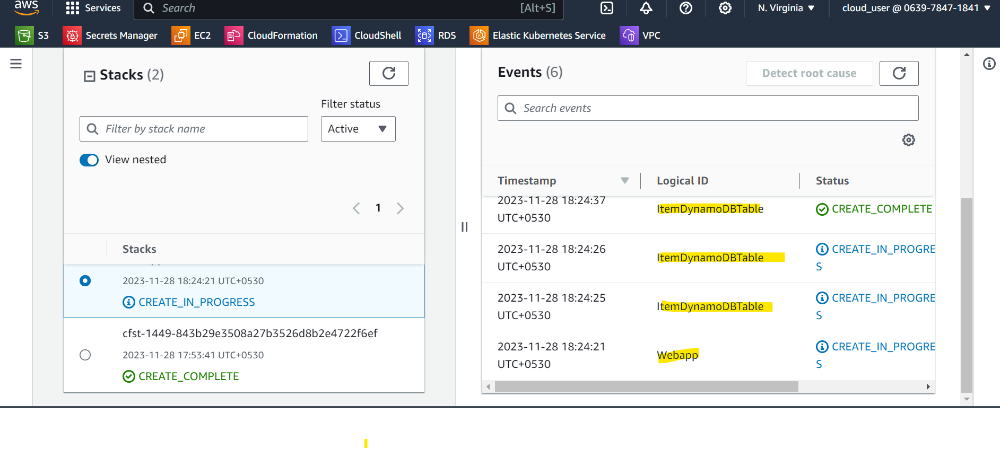 aws
Services
Search
[Alt+S]
N. Virginia
cloud_user @ 0639-7847-1841
S3
Secrets Manager
EC2
CloudFormation
CloudShell
RDS
Elastic Kubernetes Service
VPC
Stacks (2)
Filter status
Filter by stack name
Active
View nested
1
Stacks
2023-11-28 18:24:21 UTC+0530
CREATE_IN_PROGRESS
cfst-1449-843b29e3508a27b3526d8b2e4722f6ef
2023-11-28 17:53:41 UTC+0530
CREATE_COMPLETE
Events (6)
Detect root cause
Search events
Timestamp
Logical ID
Status
2023-11-28 18:24:37
UTC+0530
ItemDynamoDBTable
CREATE_COMPLETE
2023-11-28 18:24:26
UTC+0530
ItemDynamoDBTable
CREATE_IN_PROGRE
S
2023-11-28 18:24:25
UTC+0530
ItemDynamoDBTable
CREATE_IN_PROGRE
S
2023-11-28 18:24:21
UTC+0530
Webapp
CREATE_IN_PROGRE
S